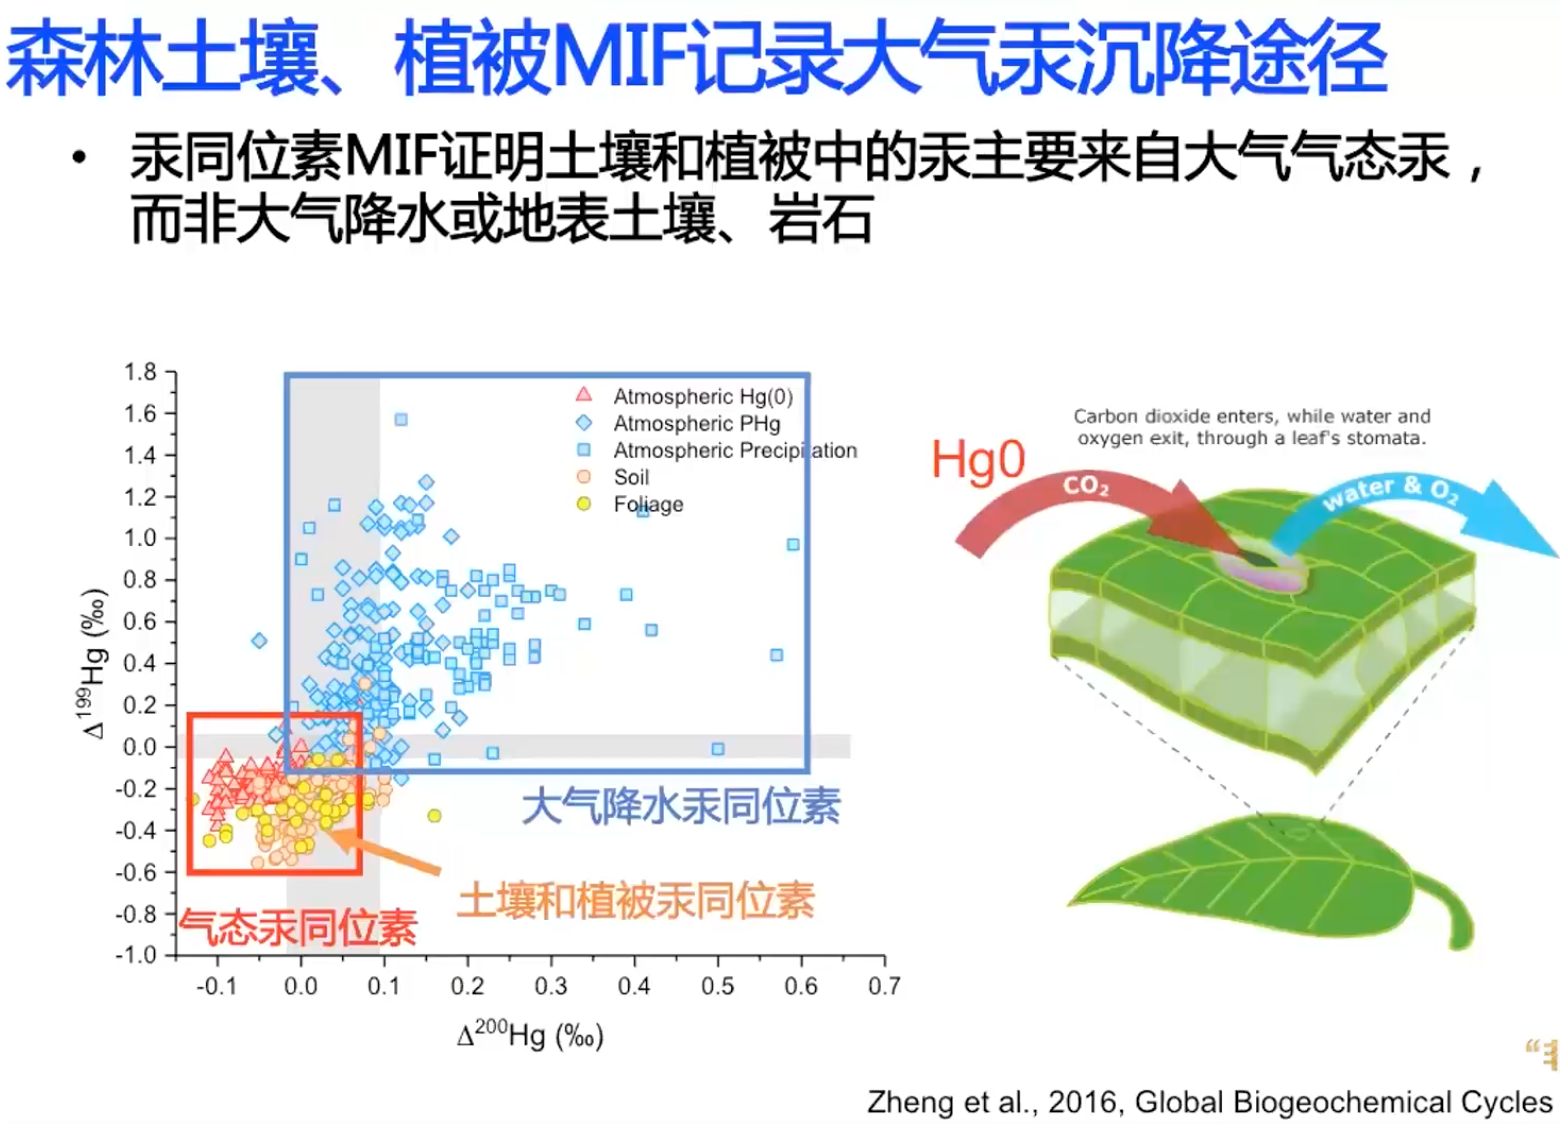 森林土壤、植被MIF记录大气汞沉降途径
• 汞同位素MIF证明土壤和植被中的汞主要来自大气气态汞，
而非大气降水或地表土壤、岩石
1.8
1.6
1.4
1.2
1.0
0.8
0.6
0.4
0.2
0.0
-0.2
-0.4
-0.6
-0.8
-1.0
Δ¹⁹⁹Hg (‰)
Atmospheric Hg(0)
Atmospheric PHg
Atmospheric Precipitation
Soil
Foliage
大气降水汞同位素
土壤和植被汞同位素
气态汞同位素
-0.1 0.0 0.1 0.2 0.3 0.4 0.5 0.6 0.7
Δ²⁰⁰Hg (‰)
Carbon dioxide enters, while water and
oxygen exit, through a leaf's stomata.
Hg0
CO₂
water & O₂
Zheng et al., 2016, Global Biogeochemical Cycles